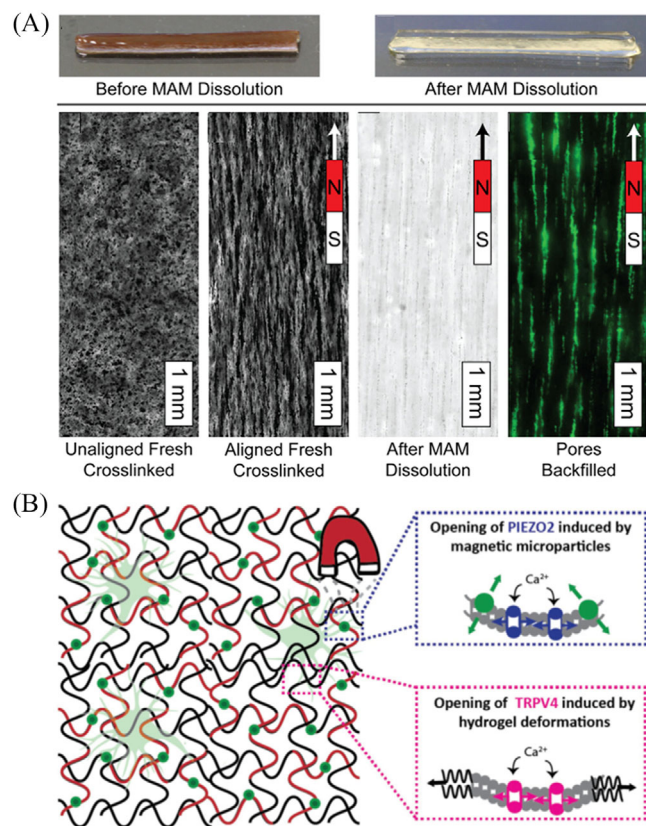 (A)
Before MAM Dissolution
After MAM Dissolution
N
S
1 mm
N
S
1 mm
N
S
1 mm
N
S
1 mm
Unaligned Fresh
Crosslinked
Aligned Fresh
Crosslinked
After MAM
Dissolution
Pores
Backfilled
(B)
Opening of PIEZO2 induced by
magnetic microparticles
Ca²⁺
Opening of TRPV4 induced by
hydrogel deformations
Ca²⁺